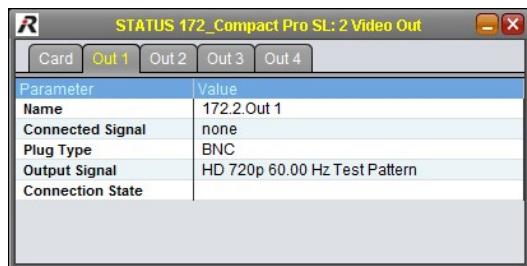 R STATUS 172_Compact Pro SL: 2 Video Out
Card Out 1 Out 2 Out 3 Out 4
Parameter Value
Name 172.2.Out 1
Connected Signal none
Plug Type BNC
Output Signal HD 720p 60.00 Hz Test Pattern
Connection State